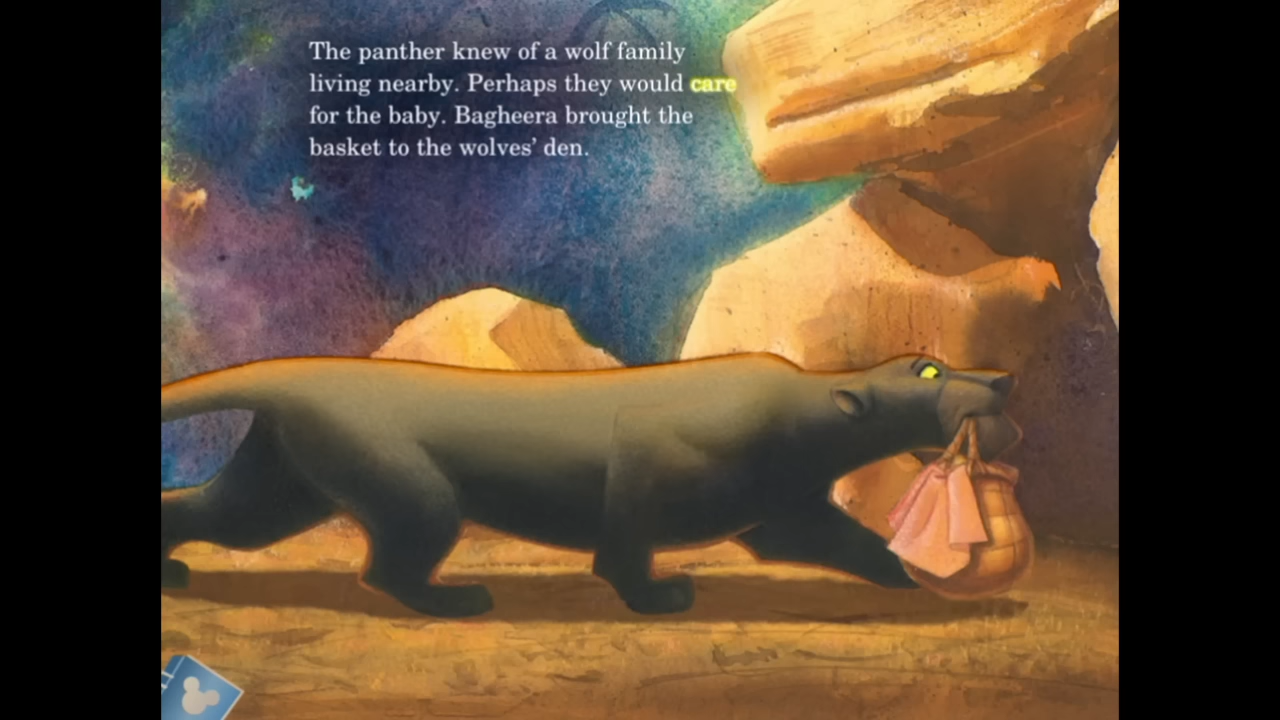 The panther knew of a wolf family
living nearby. Perhaps they would care
for the baby. Bagheera brought the
basket to the wolves’ den.